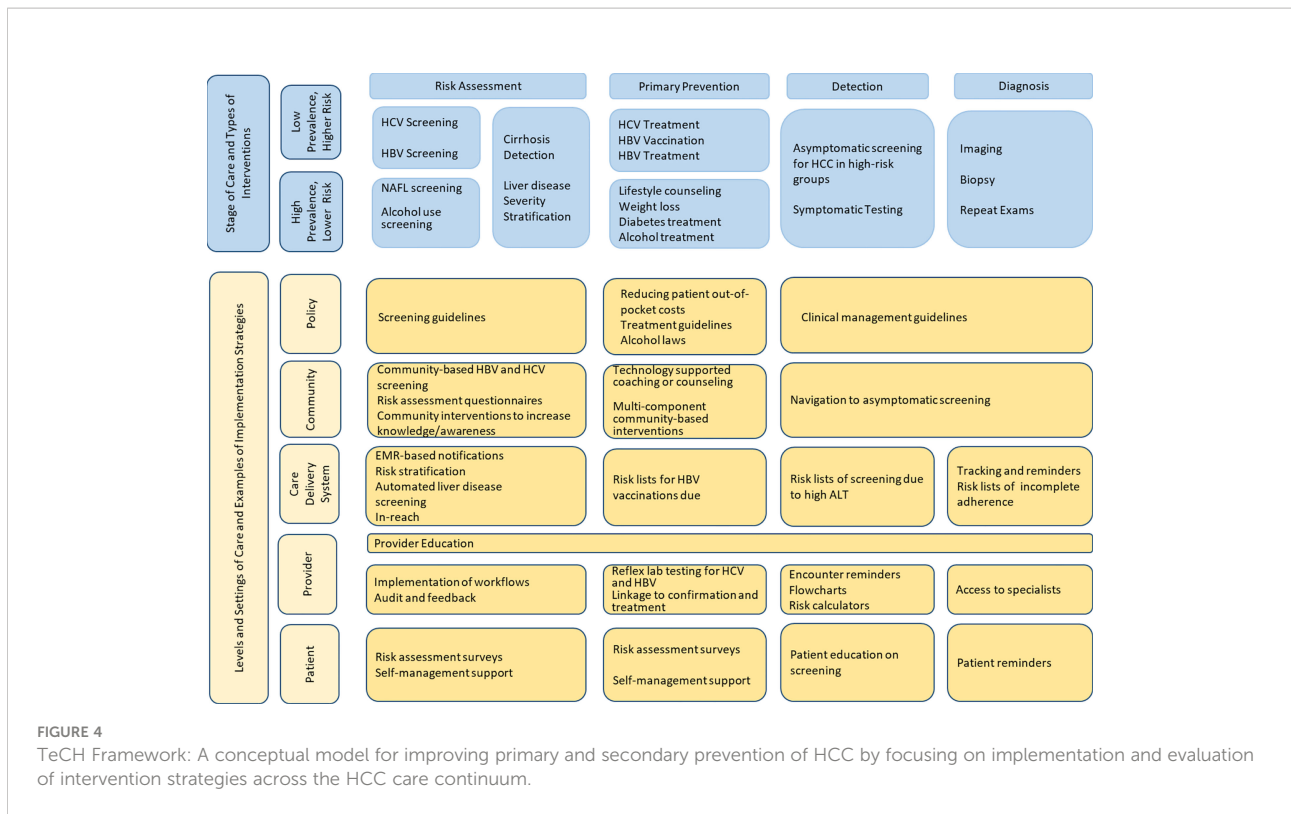 Stage of Care and Types of
Interventions
Low
Prevalence,
Higher Risk
High
Prevalence,
Lower Risk
Risk Assessment
Primary Prevention
Detection
Diagnosis
HCV Screening
HBV Screening
NAFL screening
Alcohol use
screening
Cirrhosis
Detection
Liver disease
Severity
Stratification
HCV Treatment
HBV Vaccination
HBV Treatment
Lifestyle counseling
Weight loss
Diabetes treatment
Alcohol treatment
Asymptomatic screening
for HCC in high-risk
groups
Symptomatic Testing
Imaging
Biopsy
Repeat Exams
Levels and Settings of Care and Examples of Implementation Strategies
Policy
Screening guidelines
Reducing patient out-of-
pocket costs
Treatment guidelines
Alcohol laws
Clinical management guidelines
Community
Community-based HBV and HCV
screening
Risk assessment questionnaires
Community interventions to increase
knowledge/awareness
Technology supported
coaching or counseling
Multi-component
community-based
interventions
Navigation to asymptomatic screening
Care
Delivery
System
EMR-based notifications
Risk stratification
Automated liver disease
screening
In-reach
Risk lists for HBV
vaccinations due
Risk lists of screening due
to high ALT
Tracking and reminders
Risk lists of incomplete
adherence
Provider
Provider Education
Implementation of workflows
Audit and feedback
Reflex lab testing for HCV
and HBV
Linkage to confirmation and
treatment
Encounter reminders
Flowcharts
Risk calculators
Access to specialists
Patient
Risk assessment surveys
Self-management support
Risk assessment surveys
Self-management support
Patient education on
screening
Patient reminders
FIGURE 4
TeCH Framework: A conceptual model for improving primary and secondary prevention of HCC by focusing on implementation and evaluation
of intervention strategies across the HCC care continuum.